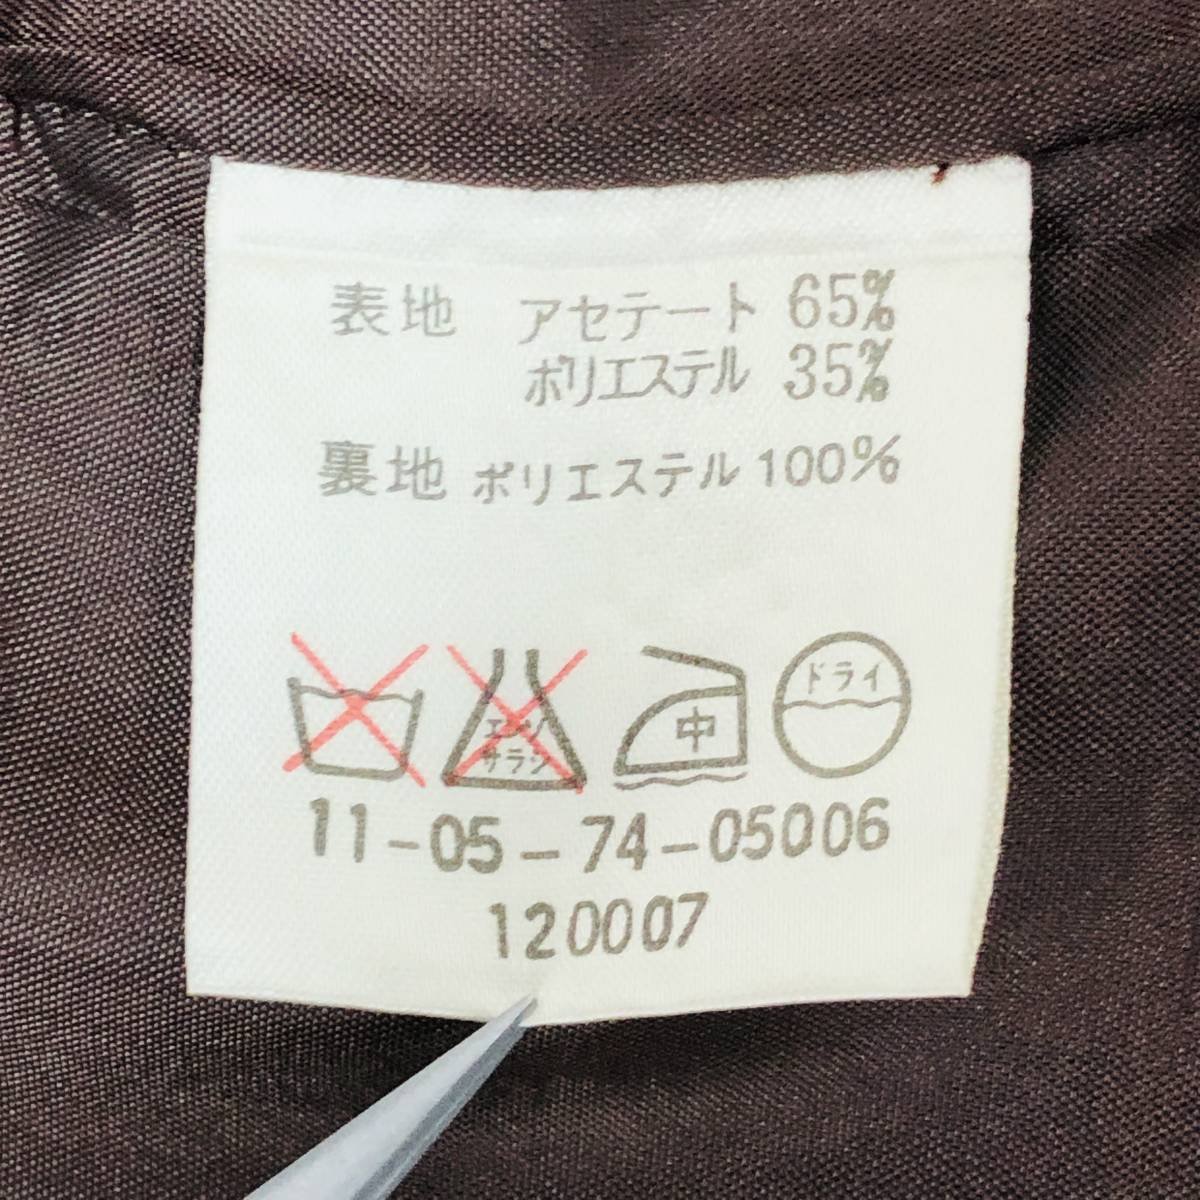 表地 アセテート 65%
ポリエステル 35%
裏地 ポリエステル 100%
エンソ
サラシ
中
ドライ
11-05-74-05006
120007